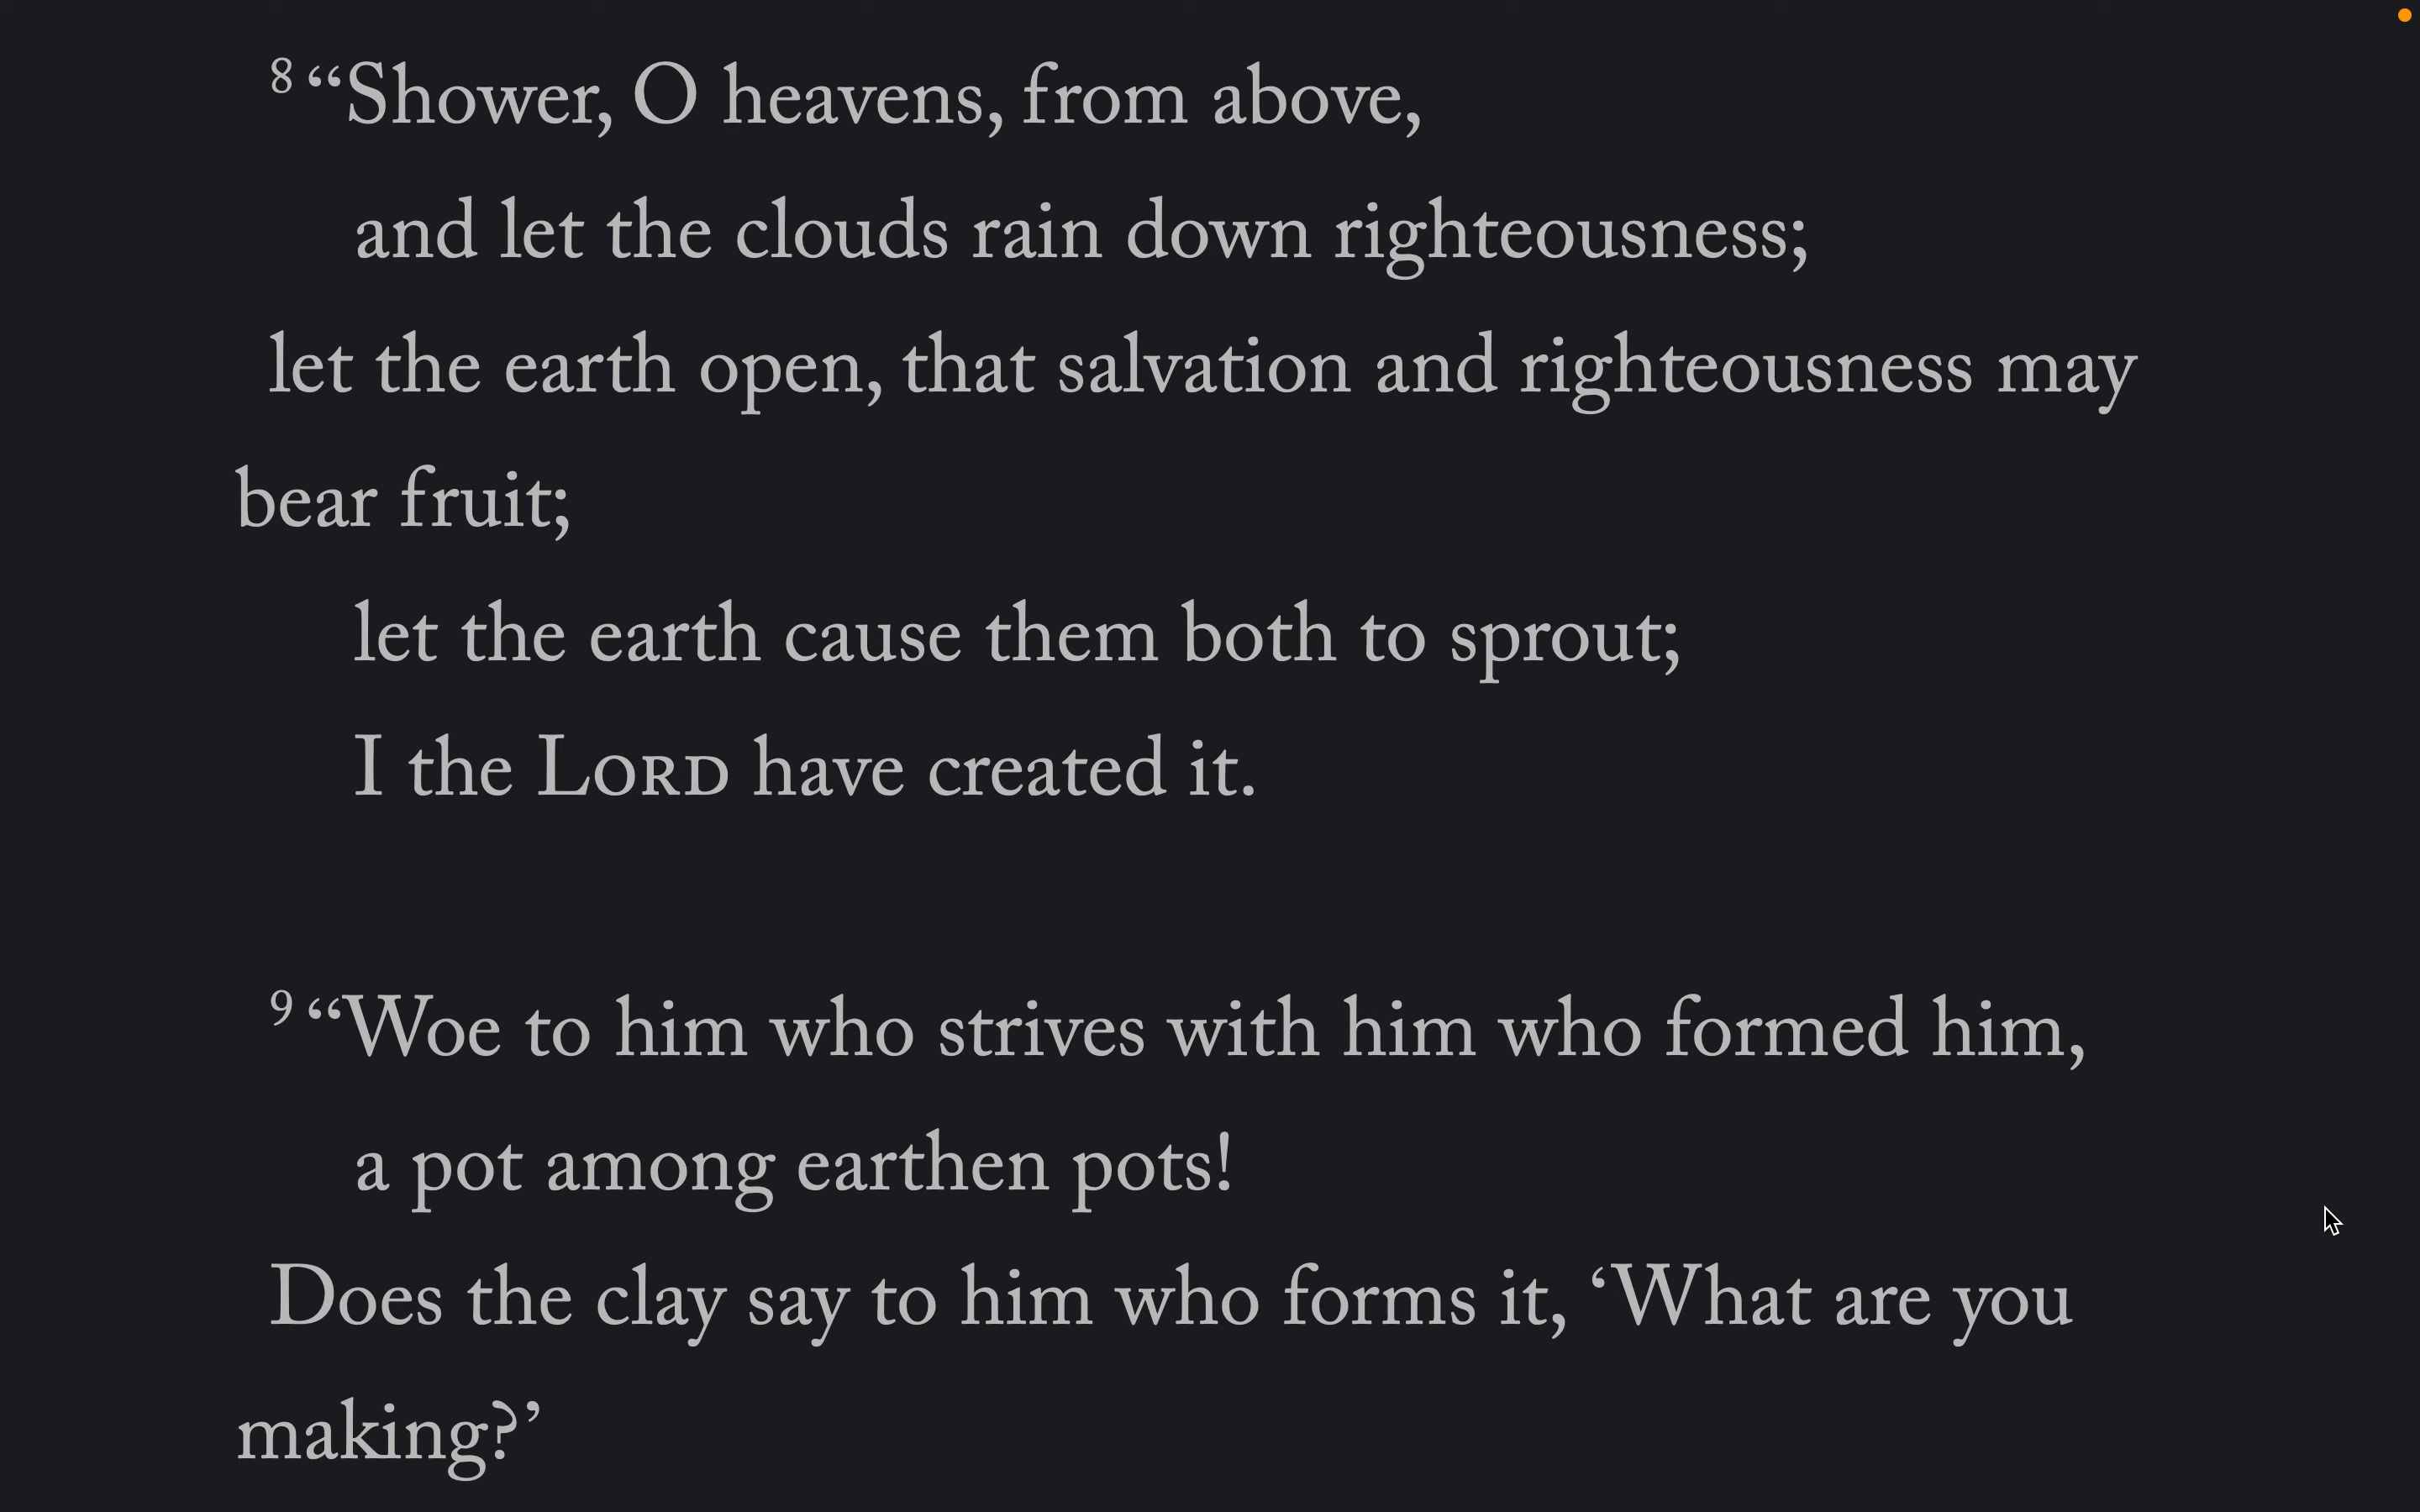 8 “Shower, O heavens, from above,
and let the clouds rain down righteousness;
let the earth open, that salvation and righteousness may
bear fruit;
let the earth cause them both to sprout;
I the LORD have created it.
9 “Woe to him who strives with him who formed him,
a pot among earthen pots!
Does the clay say to him who forms it, ‘What are you
making?’